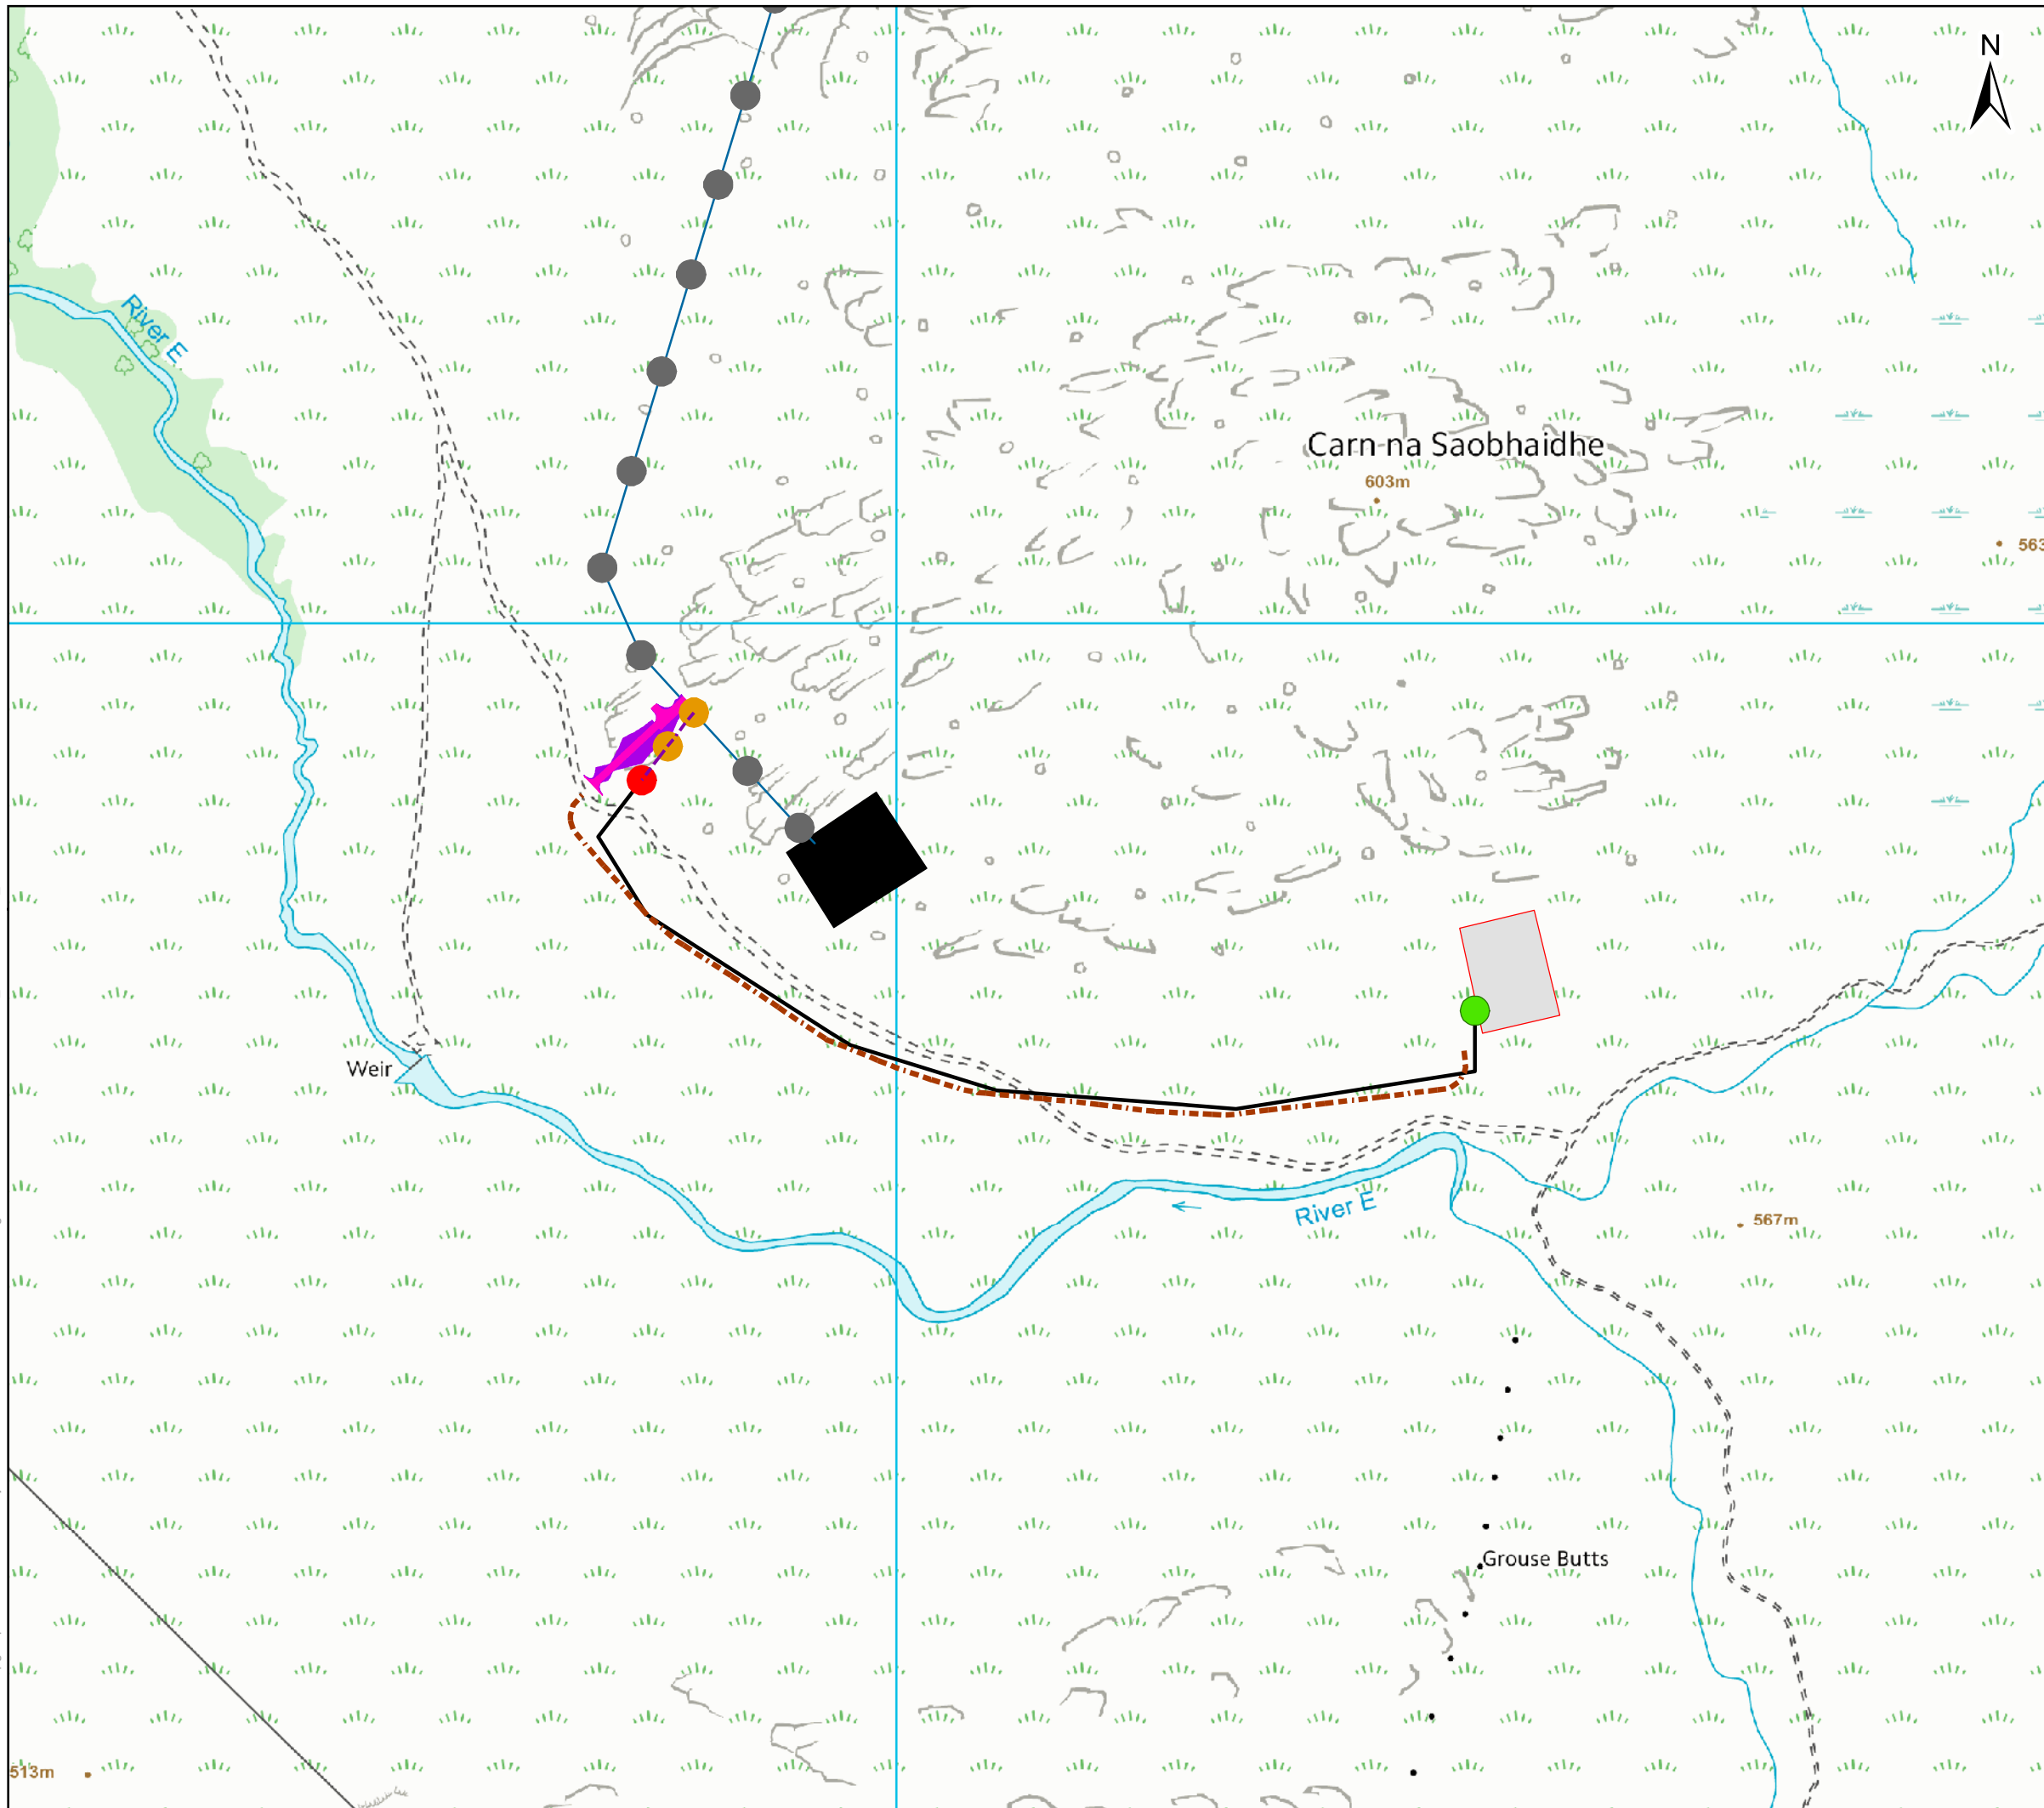 N
River E
Carn na Saobhaidhe
603m
563
Weir
River E
567m
Grouse Butts
513m